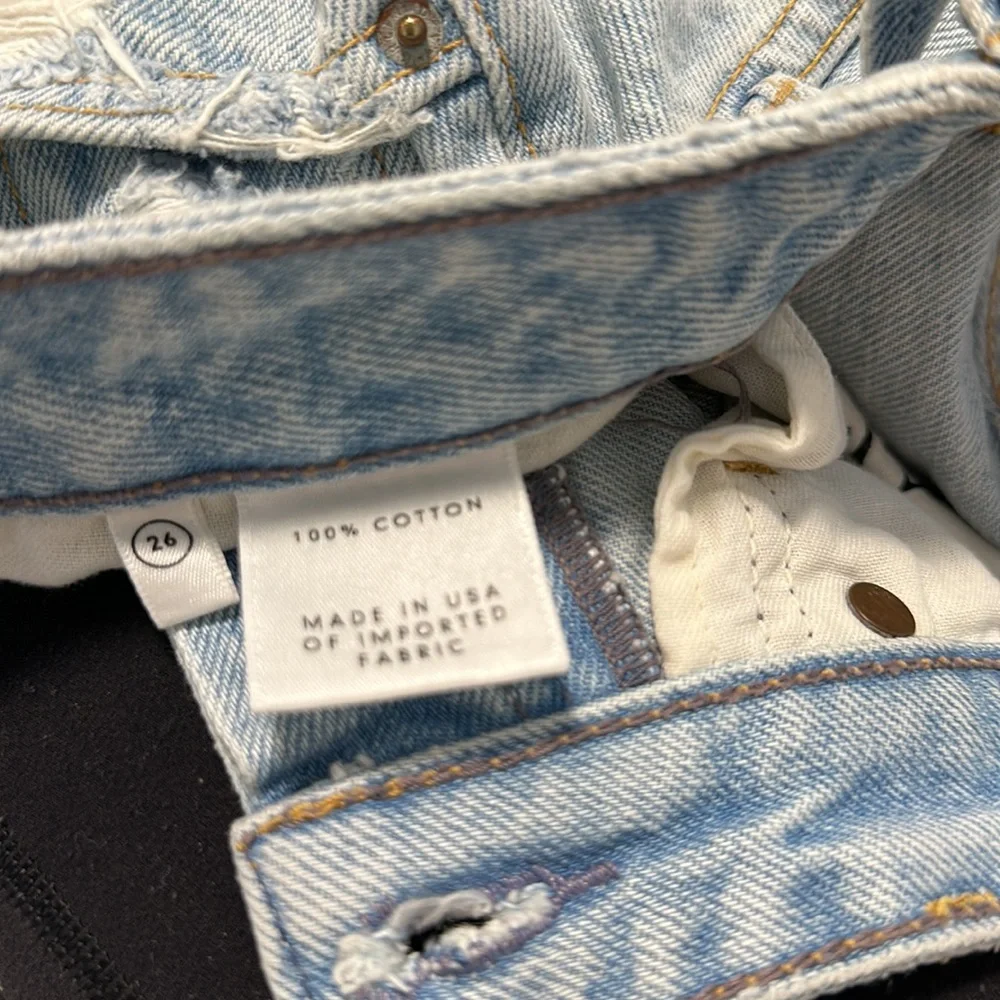 26
100% COTTON
MADE IN USA
OF IMPORTED
FABRIC